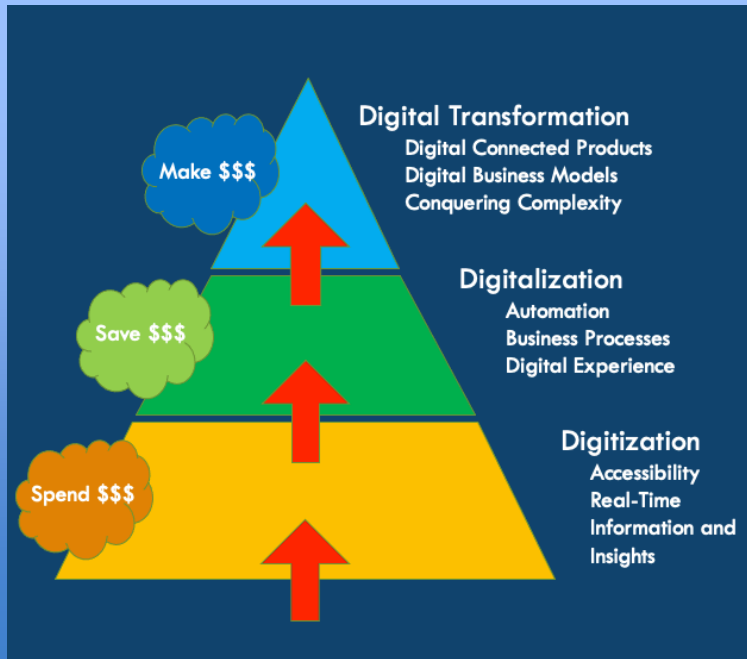 Digital Transformation
Make $$$
Digital Connected Products
Digital Business Models
Conquering Complexity
Digitalization
Save $$$
Automation
Business Processes
Digital Experience
Digitization
Spend $$$
Accessibility
Real-Time
Information and
Insights